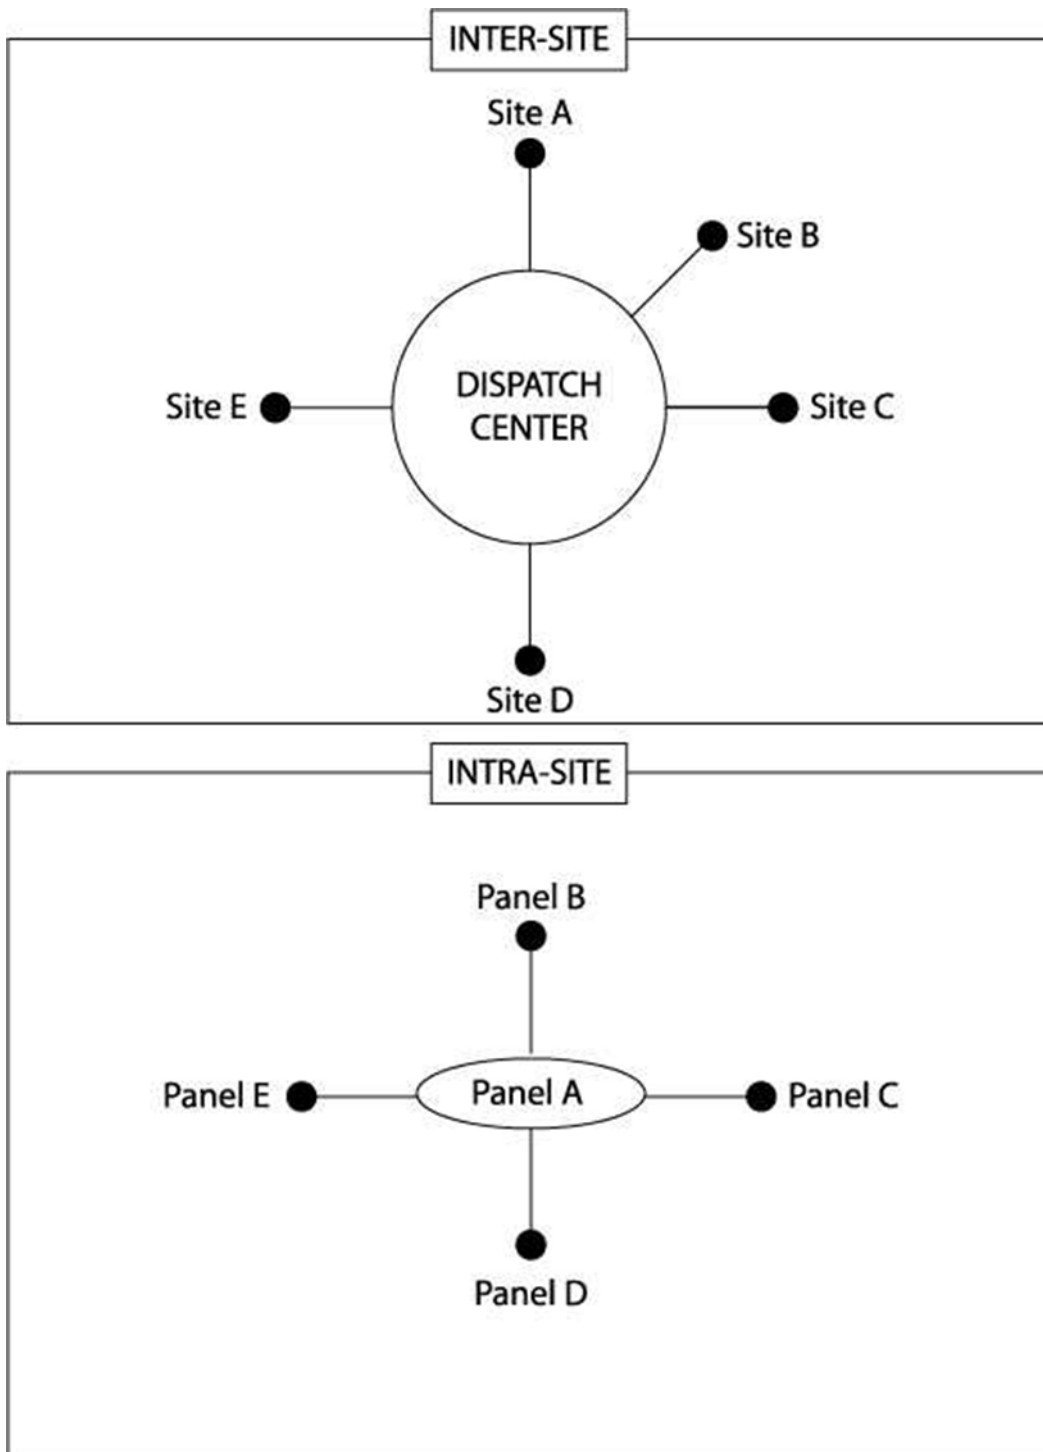 INTER-SITE
Site A
Site B
Site E
DISPATCH
CENTER
Site C
Site D
INTRA-SITE
Panel B
Panel E
Panel A
Panel C
Panel D